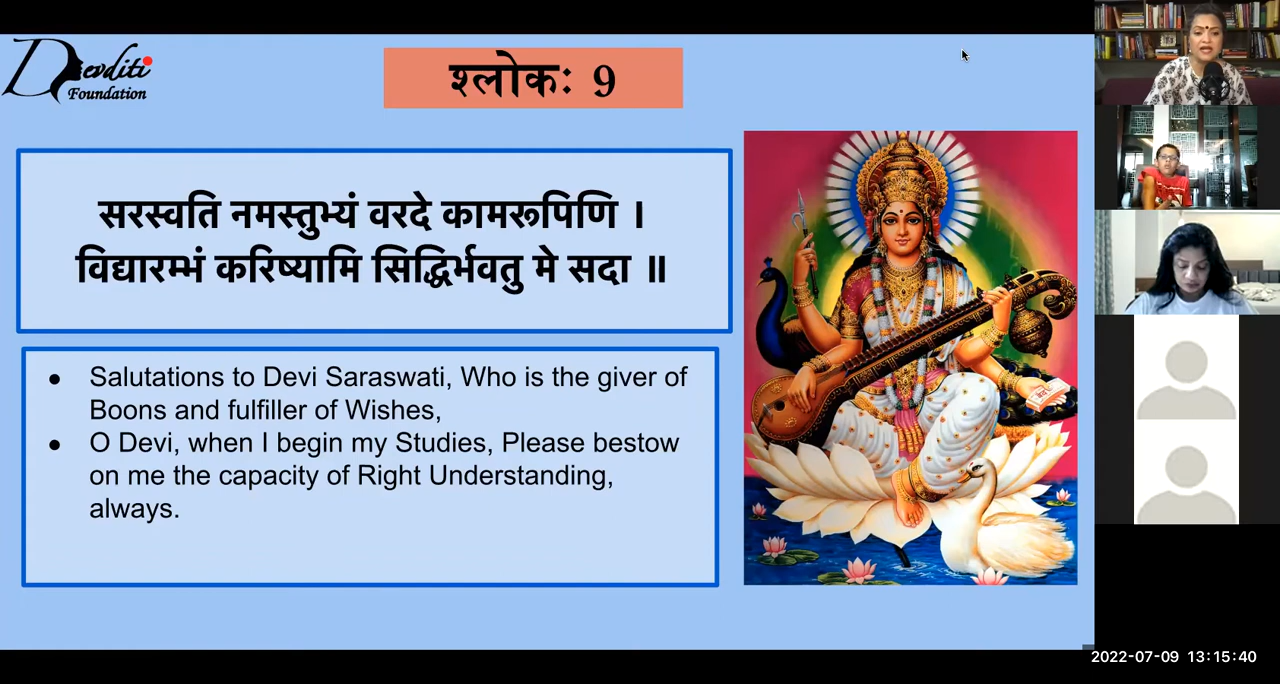 Devditi
Foundation
श्लोकः 9
सरस्वति नमस्तुभ्यं वरदे कामरूपिणि ।
विद्यारम्भं करिष्यामि सिद्धिर्भवतु मे सदा ॥
● Salutations to Devi Saraswati, Who is the giver of
Boons and fulfiller of Wishes,
● O Devi, when I begin my Studies, Please bestow
on me the capacity of Right Understanding,
always.
2022-07-09 13:15:40